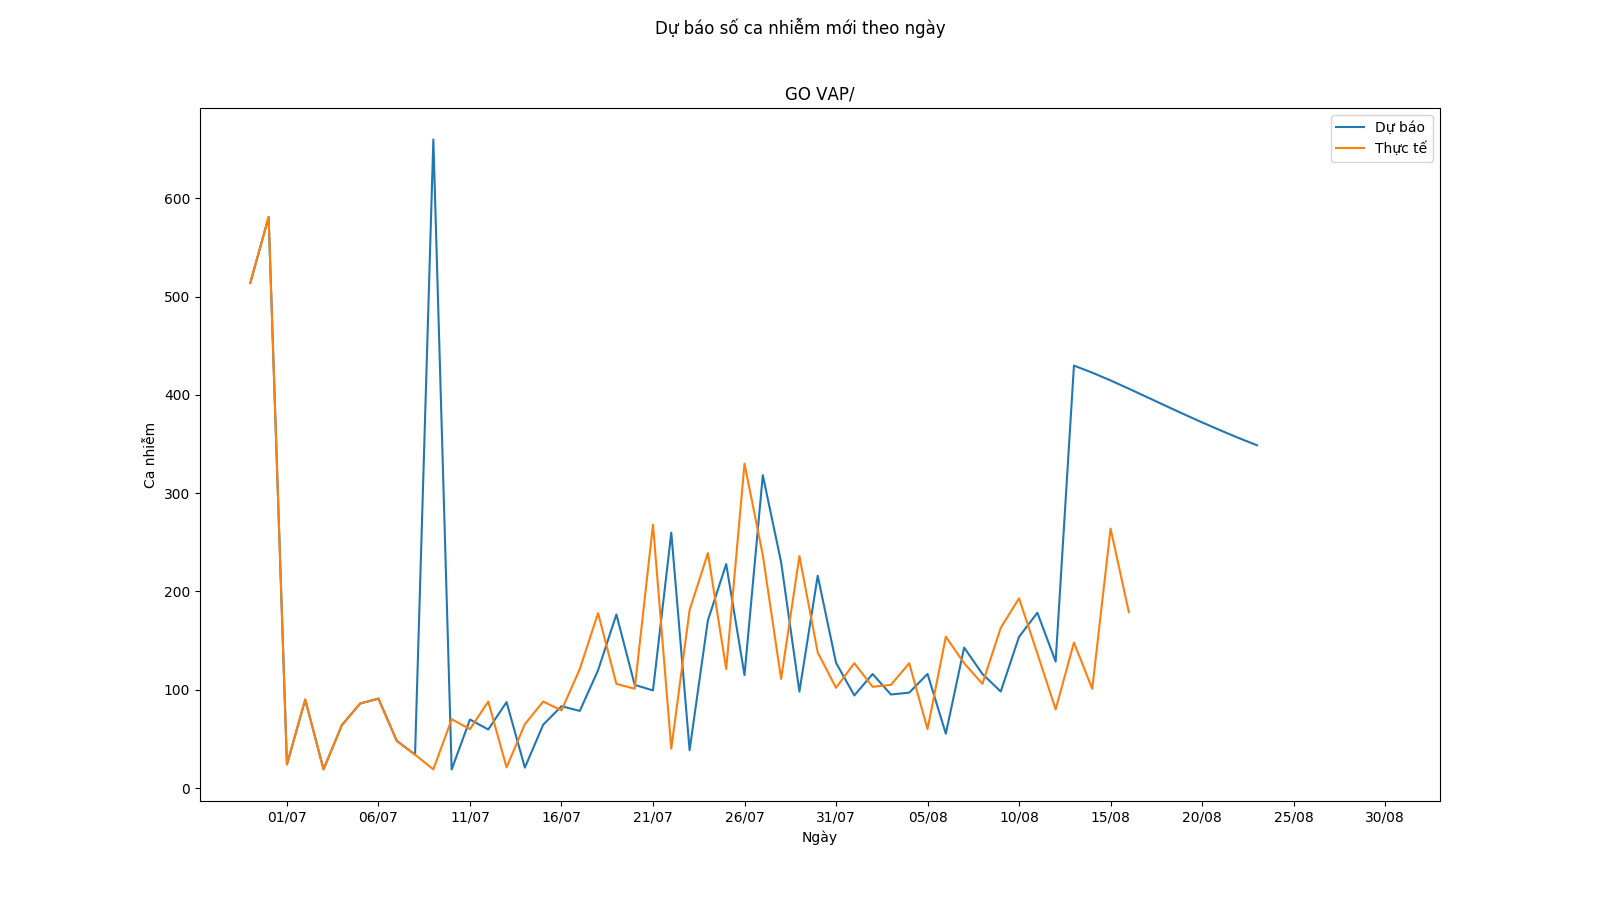 Dự báo số ca nhiễm mới theo ngày
GO VAP/
Dự báo
Thực tế
600
500
400
300
200
100
0
Ca nhiễm
01/07 06/07 11/07 16/07 21/07 26/07 31/07 05/08 10/08 15/08 20/08 25/08 30/08
Ngày